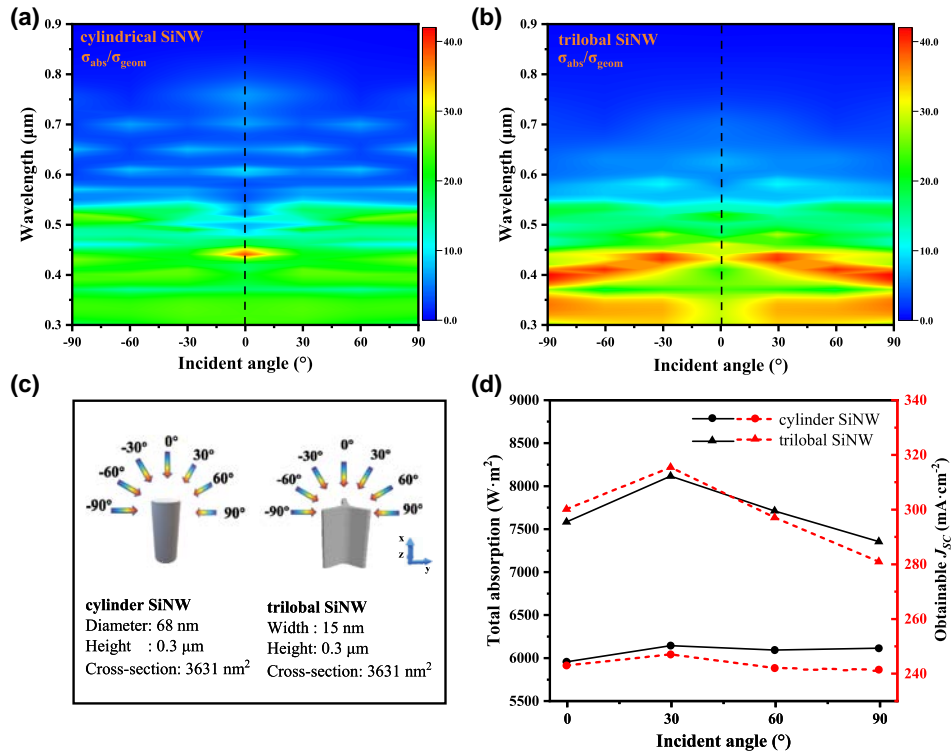 (a)
cylindrical SiNW
σabs/σgeom
Wavelength (μm)
0.9
0.8
0.7
0.6
0.5
0.4
0.3
-90
-60
-30
0
30
60
90
Incident angle (°)
40.0
30.0
20.0
10.0
0.0
(b)
trilobal SiNW
σabs/σgeom
Wavelength (μm)
0.9
0.8
0.7
0.6
0.5
0.4
0.3
-90
-60
-30
0
30
60
90
Incident angle (°)
40.0
30.0
20.0
10.0
0.0
(c)
0°
-30°
30°
-60°
60°
-90°
90°
0°
-30°
30°
-60°
60°
-90°
90°
x
z
y
cylinder SiNW
Diameter: 68 nm
Height : 0.3 μm
Cross-section: 3631 nm²
trilobal SiNW
Width : 15 nm
Height: 0.3 μm
Cross-section: 3631 nm²
(d)
cylinder SiNW
trilobal SiNW
Total absorption (W·m²)
9000
8750
8500
8250
8000
7750
7500
7250
6500
6250
6000
5750
5500
0
30
60
90
Incident angle (°)
340
320
300
280
260
240
Obtainable JSC (mA·cm⁻²)